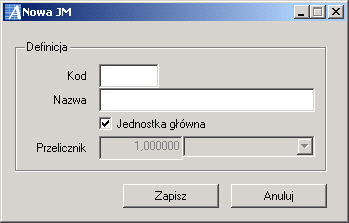 Nowa JM
Definicja
Kod
Nazwa
Jednostka główna
Przelicznik 1,000000
Zapisz Anuluj